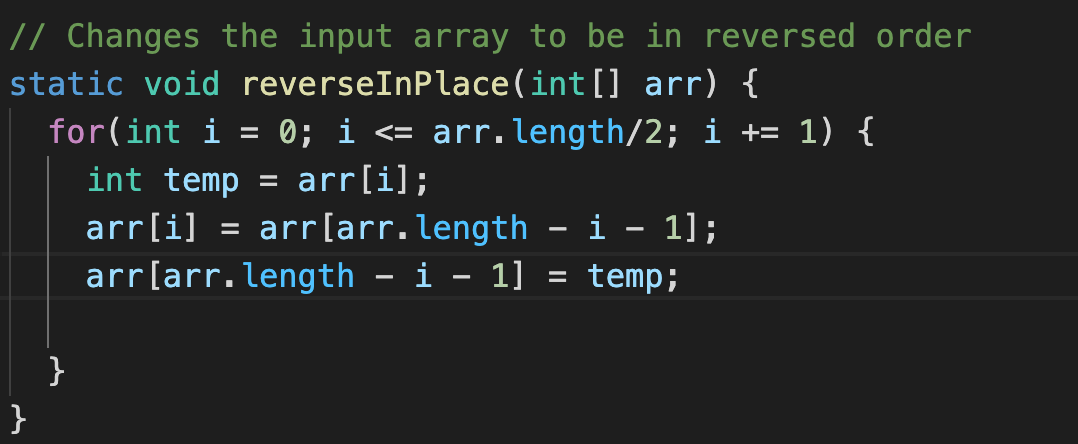 // Changes the input array to be in reversed order
static void reverseInPlace(int[] arr) {
  for(int i = 0; i <= arr.length/2; i += 1) {
    int temp = arr[i];
    arr[i] = arr[arr.length - i - 1];
    arr[arr.length - i - 1] = temp;
  }
}